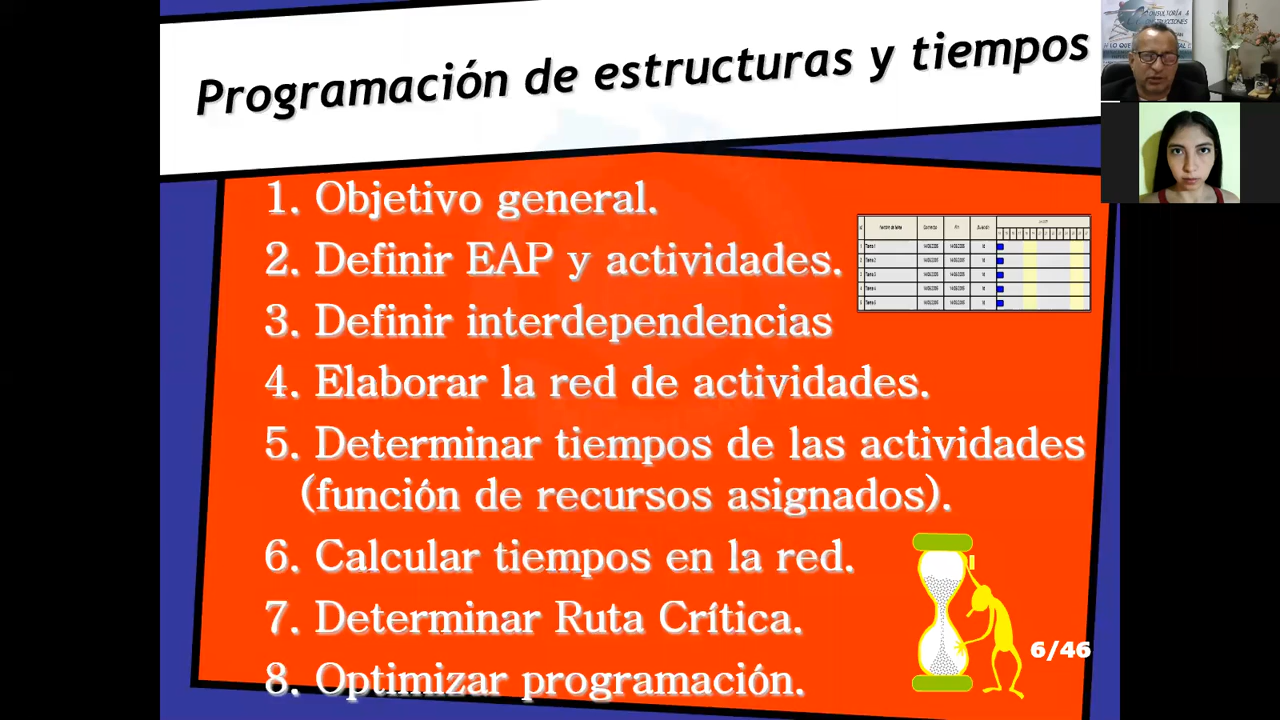 Programación de estructuras y tiempos
1. Objetivo general.
2. Definir EAP y actividades.
3. Definir interdependencias
4. Elaborar la red de actividades.
5. Determinar tiempos de las actividades
(función de recursos asignados).
6. Calcular tiempos en la red.
7. Determinar Ruta Crítica.
8. Optimizar programación.
6/46